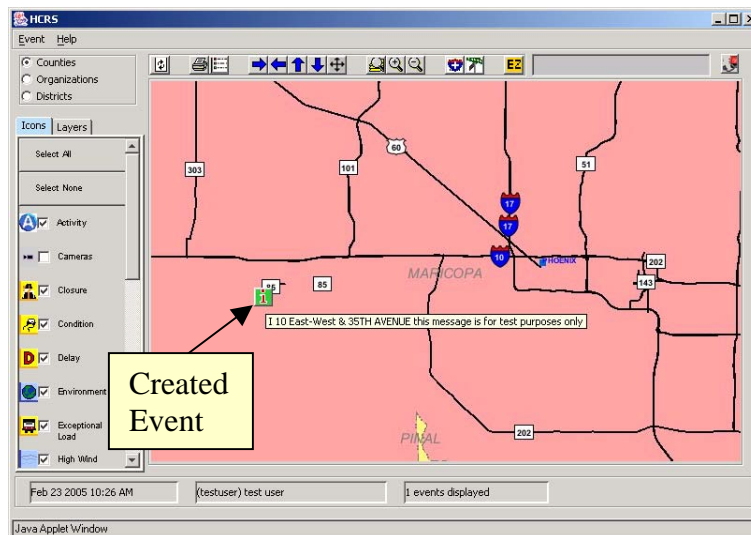 HCRS
Event Help
Counties
Organizations
Districts
EZ
Icons Layers
Select All
Select None
Activity
Cameras
Closure
Condition
Delay
Environment
Exceptional
Load
High Wind
303
101
60
51
17
17
10
PHOENIX
202
143
MARICOPA
85
85
I 10 East-West & 35TH AVENUE this message is for test purposes only
Created
Event
PINAL
202
Feb 23 2005 10:26 AM
(testuser) test user
1 events displayed
Java Applet Window